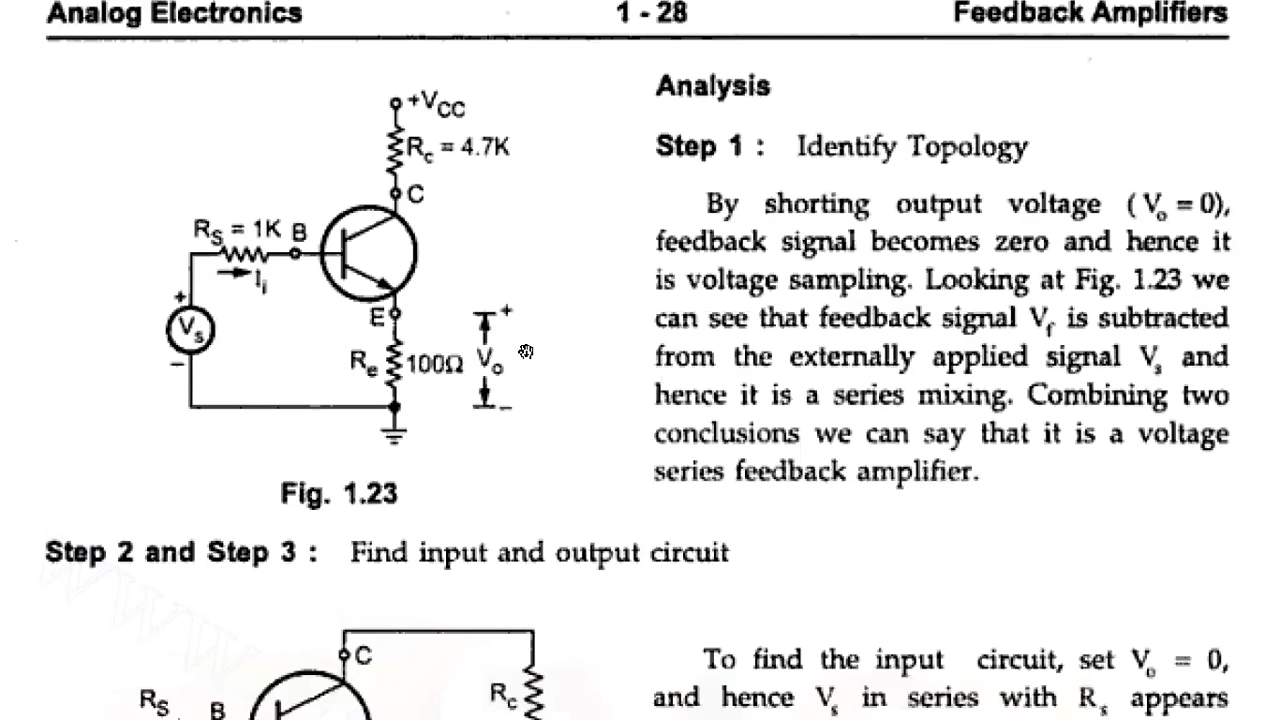 Analog Electronics 1 - 28 Feedback Amplifiers
+VCC
Rc = 4.7K
C
RS = 1K B
Ii
+
Vs
−
E
Re 100Ω
+
Vo
−
Fig. 1.23
Analysis
Step 1 : Identify Topology
By shorting output voltage ( Vo = 0),
feedback signal becomes zero and hence it
is voltage sampling. Looking at Fig. 1.23 we
can see that feedback signal Vf is subtracted
from the externally applied signal Vs and
hence it is a series mixing. Combining two
conclusions we can say that it is a voltage
series feedback amplifier.
Step 2 and Step 3 : Find input and output circuit
C
Rc
RS
B
To find the input circuit, set Vo = 0,
and hence Vs in series with Rs appears